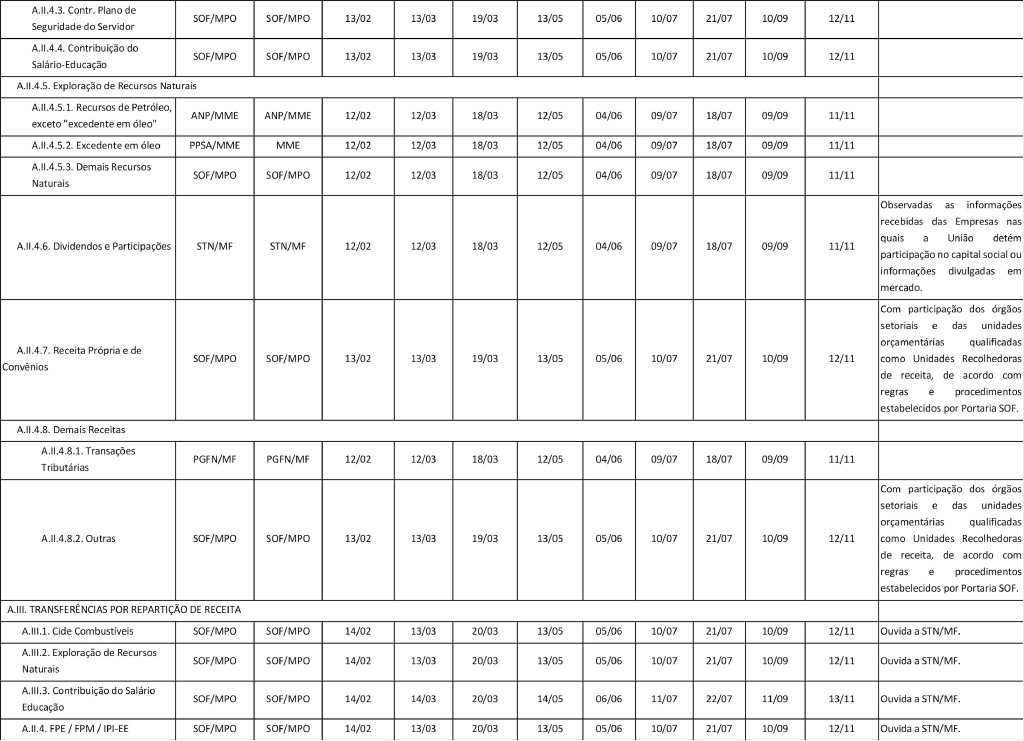 A.II.4.3. Contr. Plano de
Seguridade do Servidor
SOF/MPO SOF/MPO 13/02 13/03 19/03 13/05 05/06 10/07 21/07 10/09 12/11
A.II.4.4. Contribuição do
Salário-Educação
SOF/MPO SOF/MPO 13/02 13/03 19/03 13/05 05/06 10/07 21/07 10/09 12/11
A.II.4.5. Exploração de Recursos Naturais
A.II.4.5.1. Recursos de Petróleo,
exceto "excedente em óleo"
ANP/MME ANP/MME 12/02 12/03 18/03 12/05 04/06 09/07 18/07 09/09 11/11
A.II.4.5.2. Excedente em óleo PPSA/MME MME 12/02 12/03 18/03 12/05 04/06 09/07 18/07 09/09 11/11
A.II.4.5.3. Demais Recursos
Naturais
SOF/MPO SOF/MPO 12/02 12/03 18/03 12/05 04/06 09/07 18/07 09/09 11/11
A.II.4.6. Dividendos e Participações STN/MF STN/MF 12/02 12/03 18/03 12/05 04/06 09/07 18/07 09/09 11/11
Observadas as informações
recebidas das Empresas nas
quais a União detém
participação no capital social ou
informações divulgadas em
mercado.
A.II.4.7. Receita Própria e de
Convênios
SOF/MPO SOF/MPO 13/02 13/03 19/03 13/05 05/06 10/07 21/07 10/09 12/11
Com participação dos órgãos
setoriais e das unidades
orçamentárias qualificadas
como Unidades Recolhedoras
de receita, de acordo com
regras e procedimentos
estabelecidos por Portaria SOF.
A.II.4.8. Demais Receitas
A.II.4.8.1. Transações
Tributárias
PGFN/MF PGFN/MF 12/02 12/03 18/03 12/05 04/06 09/07 18/07 09/09 11/11
A.II.4.8.2. Outras SOF/MPO SOF/MPO 13/02 13/03 19/03 13/05 05/06 10/07 21/07 10/09 12/11
Com participação dos órgãos
setoriais e das unidades
orçamentárias qualificadas
como Unidades Recolhedoras
de receita, de acordo com
regras e procedimentos
estabelecidos por Portaria SOF.
A.III. TRANSFERÊNCIAS POR REPARTIÇÃO DE RECEITA
A.III.1. Cide Combustíveis SOF/MPO SOF/MPO 14/02 13/03 20/03 13/05 05/06 10/07 21/07 10/09 12/11 Ouvida a STN/MF.
A.III.2. Exploração de Recursos
Naturais
SOF/MPO SOF/MPO 14/02 13/03 20/03 13/05 05/06 10/07 21/07 10/09 12/11 Ouvida a STN/MF.
A.III.3. Contribuição do Salário
Educação
SOF/MPO SOF/MPO 14/02 14/03 20/03 14/05 06/06 11/07 22/07 11/09 13/11 Ouvida a STN/MF.
A.II.4. FPE / FPM / IPI-EE SOF/MPO SOF/MPO 14/02 13/03 20/03 13/05 05/06 10/07 21/07 10/09 12/11 Ouvida a STN/MF.